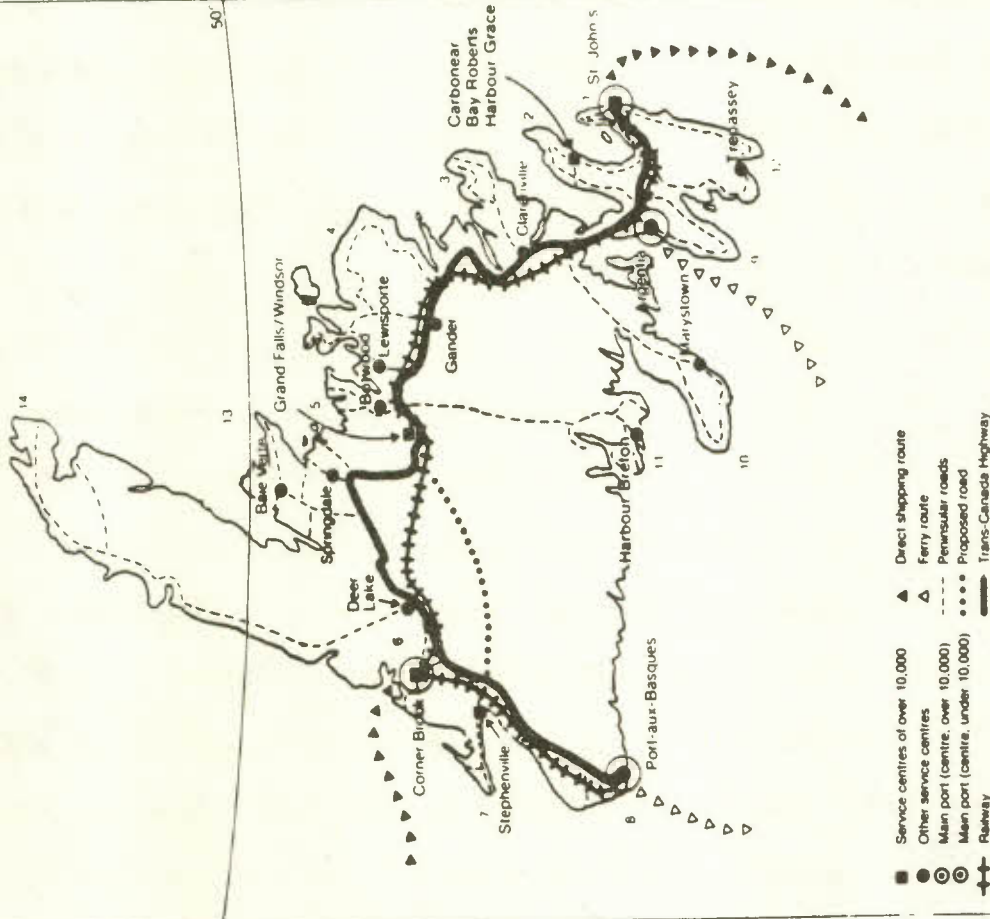 50°
14
13
Grand Falls/Windsor
5
Baie Verte
Springdale
Botwood
Lewisporte
4
3
Carbonear
Bay Roberts
Harbour Grace
2
1
St John s
Gander
Clarenville
Deer
Lake
6
Corner Brook
7
Stephenville
8
Port-aux-Basques
Harbour Breton
11
10
Marystown
Argentia
9
Trepassey
12
Service centres of over 10,000
Other service centres
Main port (centre, over 10,000)
Main port (centre, under 10,000)
Railway
Direct shipping route
Ferry route
Peninsular roads
Proposed road
Trans-Canada Highway